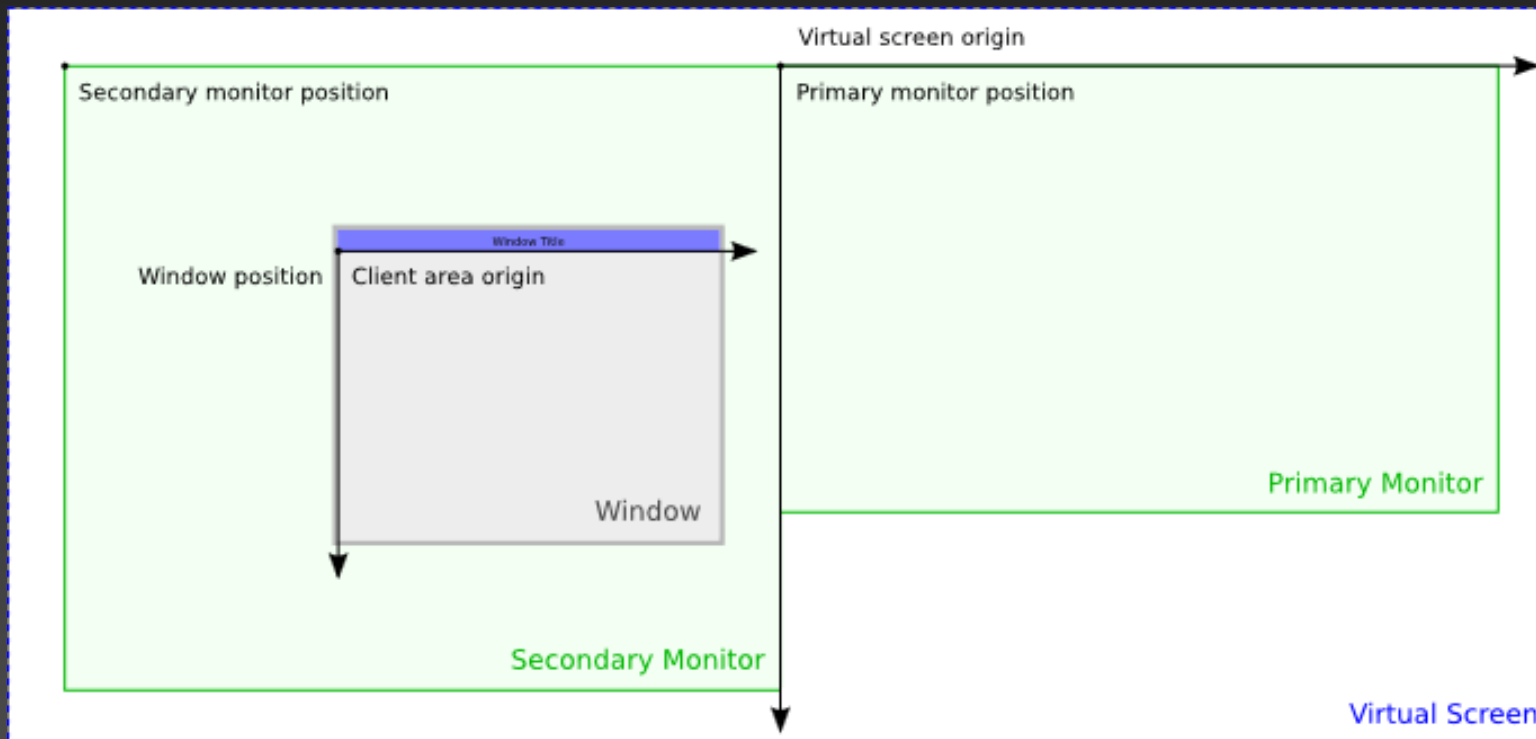 Virtual screen origin
Secondary monitor position
Primary monitor position
Window Title
Window position
Client area origin
Primary Monitor
Window
Secondary Monitor
Virtual Screen